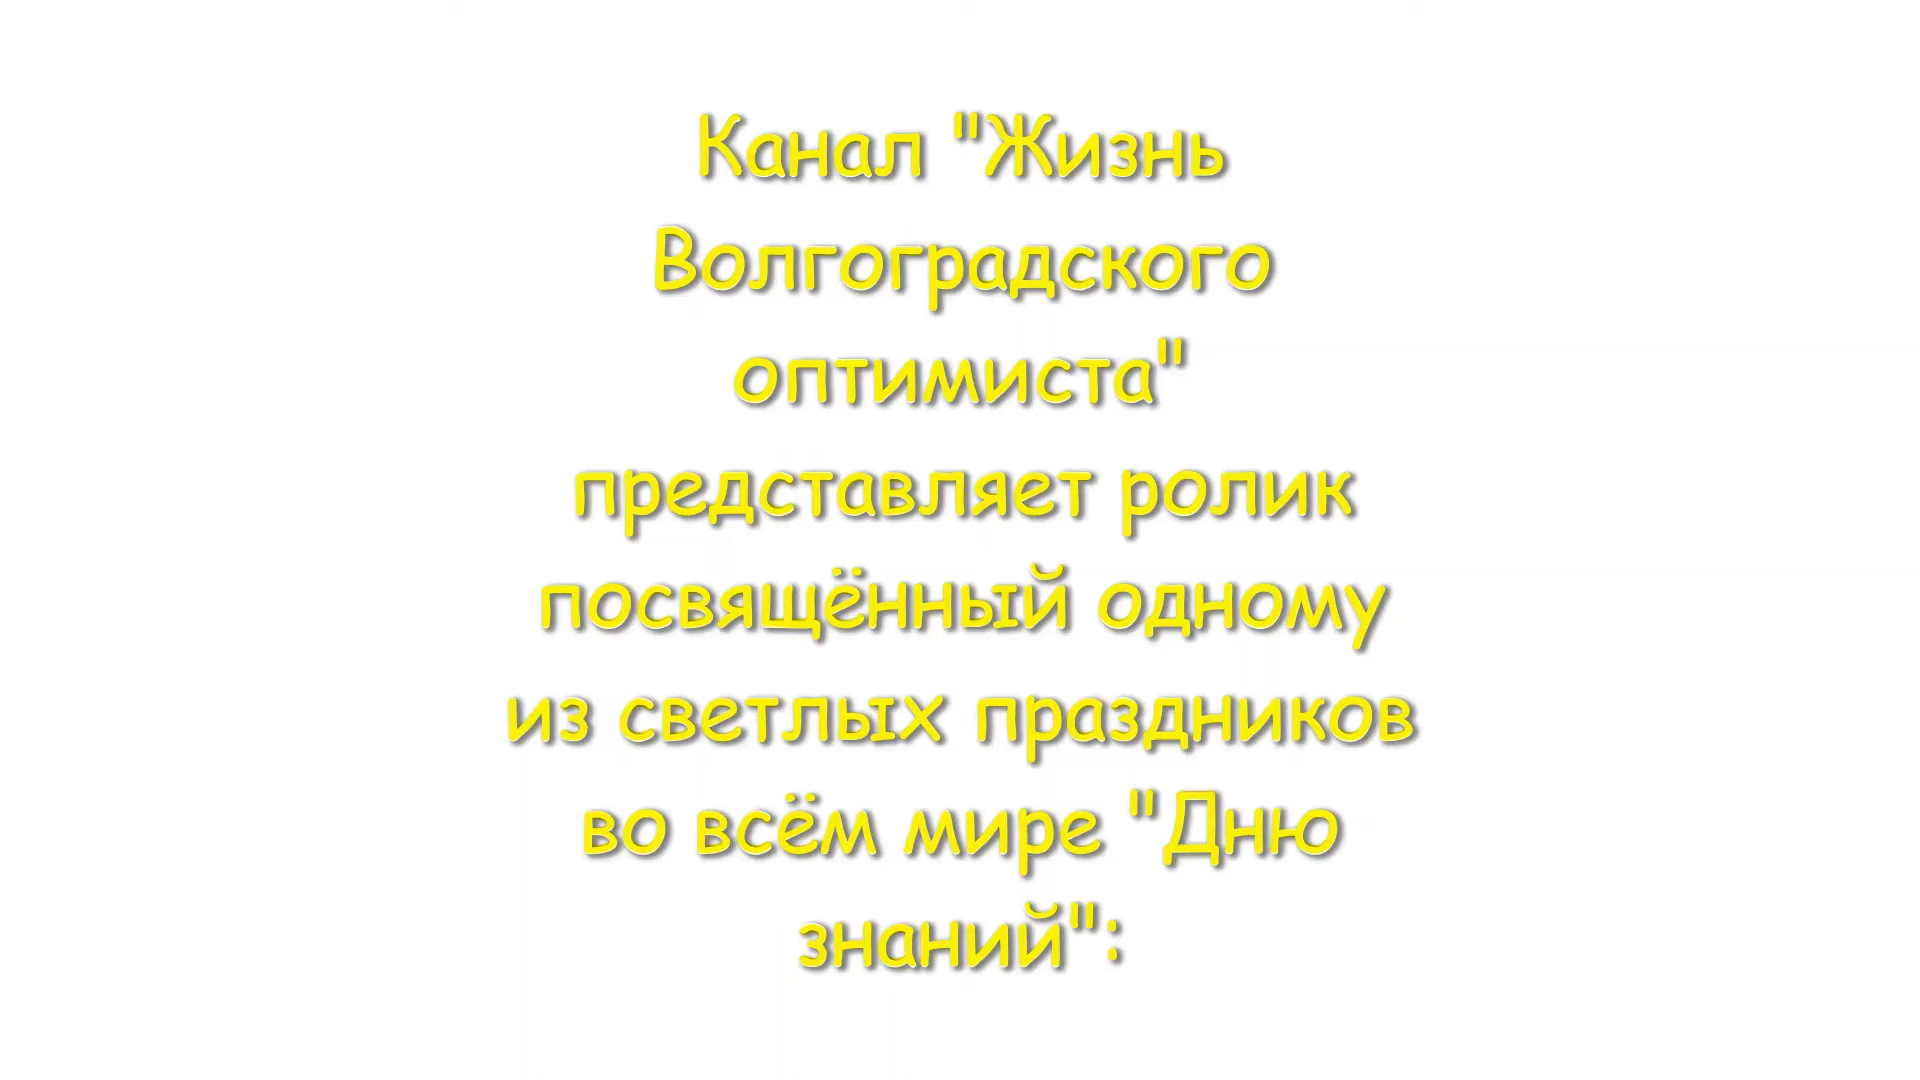 Канал "Жизнь
Волгоградского
оптимиста"
представляет ролик
посвящённый одному
из светлых праздников
во всём мире "Дню
знаний":